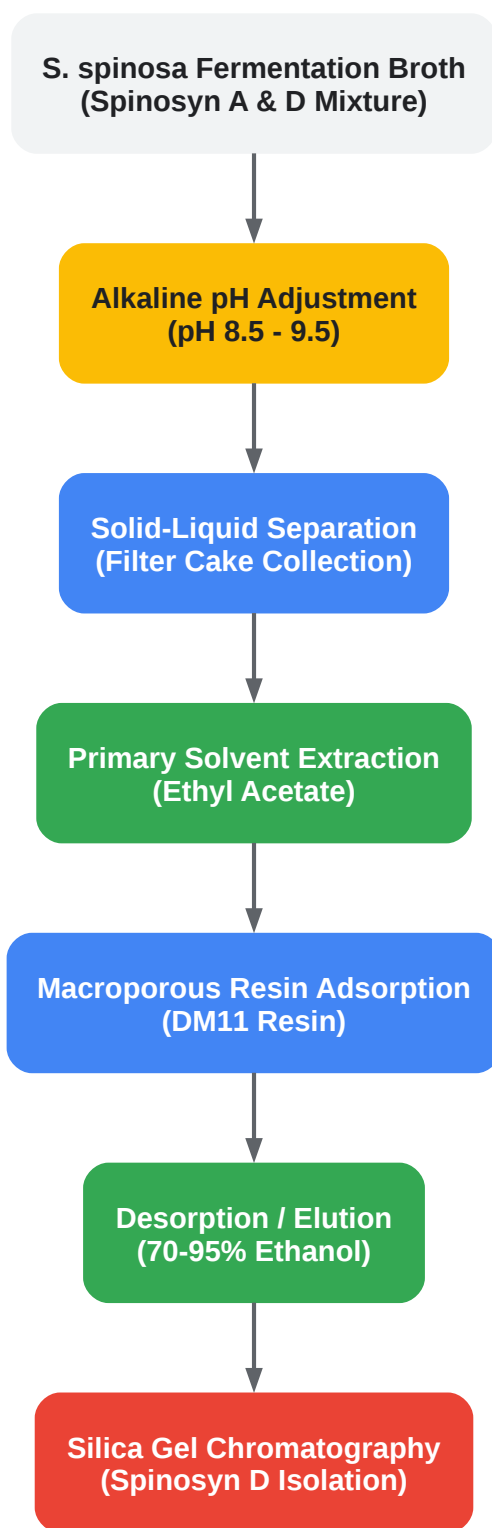 S. spinosa Fermentation Broth
(Spinosyn A & D Mixture)
Alkaline pH Adjustment
(pH 8.5 - 9.5)
Solid-Liquid Separation
(Filter Cake Collection)
Primary Solvent Extraction
(Ethyl Acetate)
Macroporous Resin Adsorption
(DM11 Resin)
Desorption / Elution
(70-95% Ethanol)
Silica Gel Chromatography
(Spinosyn D Isolation)